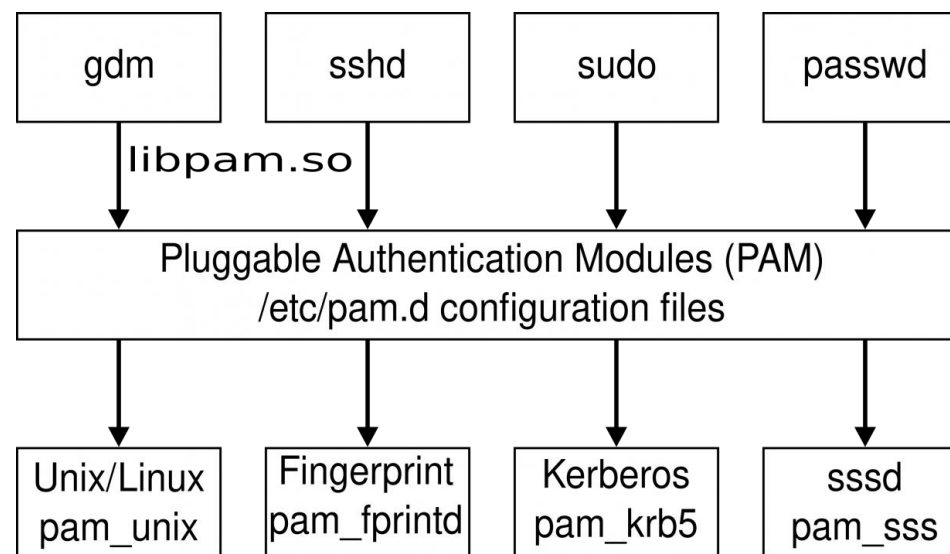 gdm
sshd
sudo
passwd
libpam.so
Pluggable Authentication Modules (PAM)
/etc/pam.d configuration files
Unix/Linux
pam_unix
Fingerprint
pam_fprintd
Kerberos
pam_krb5
sssd
pam_sss